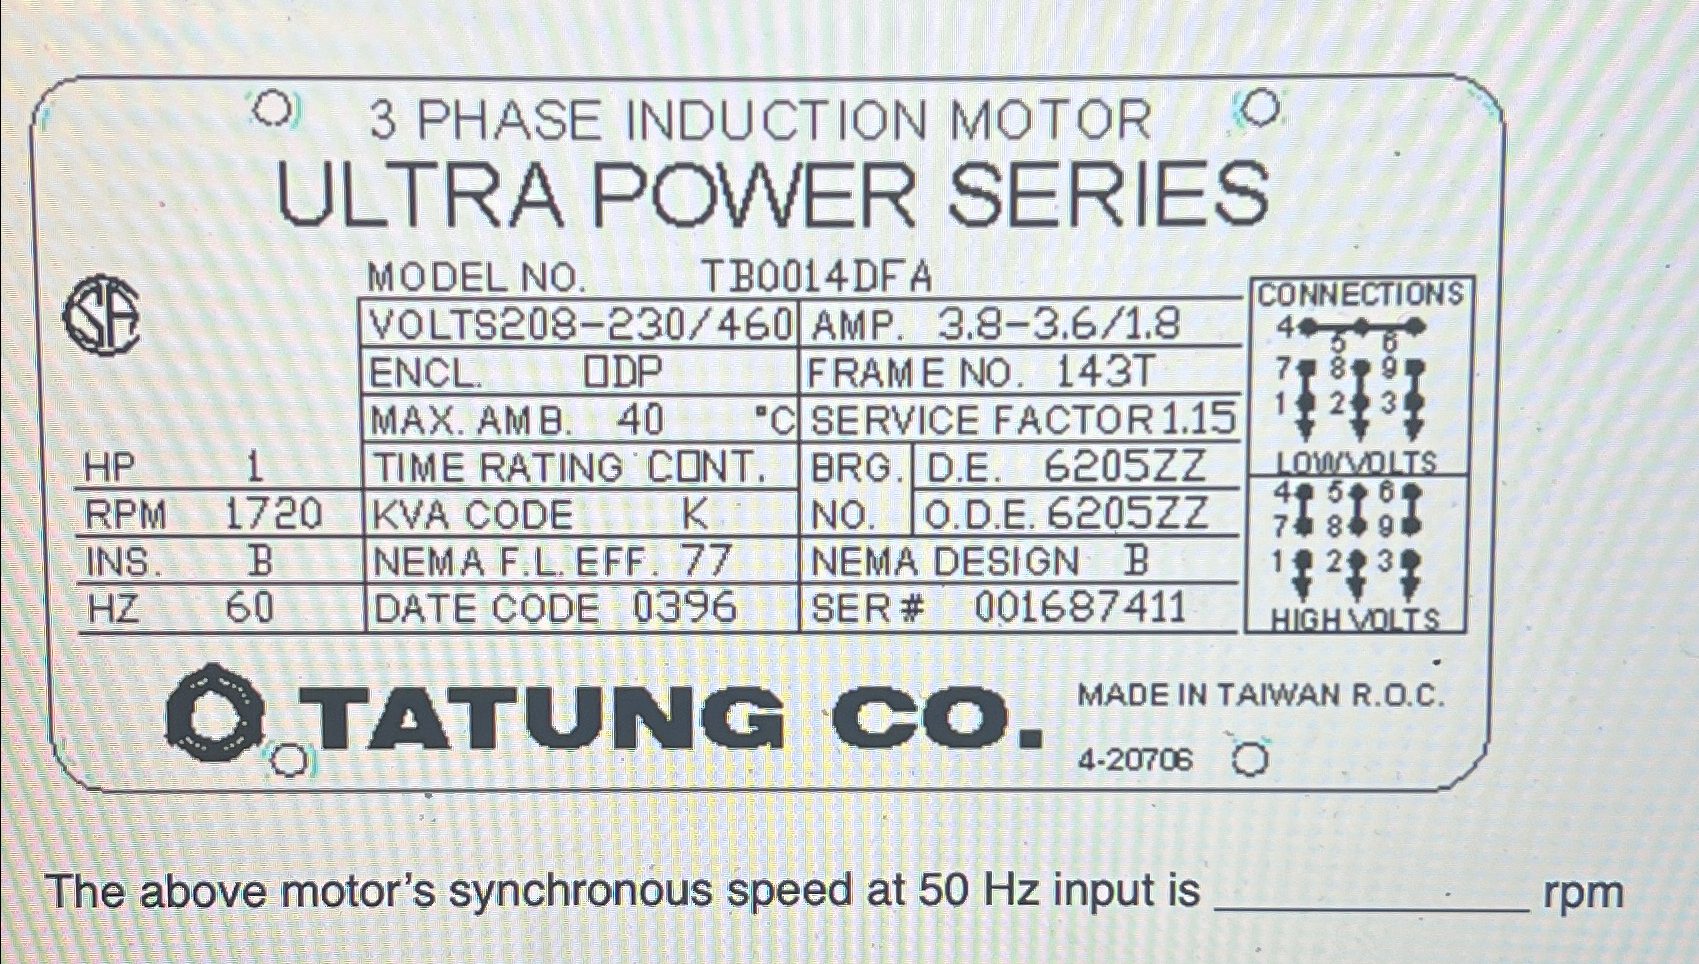 3 PHASE INDUCTION MOTOR
ULTRA POWER SERIES
MODEL NO. TB0014DFA
VOLTS 208-230/460 AMP. 3.8-3.6/1.8
ENCL. ODP FRAME NO. 143T
MAX. AMB. 40 °C SERVICE FACTOR 1.15
HP 1 TIME RATING CONT. BRG. D.E. 6205ZZ
RPM 1720 KVA CODE K NO. O.D.E. 6205ZZ
INS. B NEMA F.L. EFF. 77 NEMA DESIGN B
HZ 60 DATE CODE 0396 SER # 001687411
CONNECTIONS
4 5 6
7 8 9
1 2 3
LOW VOLTS
4 5 6
7 8 9
1 2 3
HIGH VOLTS
SA
TATUNG CO. MADE IN TAIWAN R.O.C.
4-20706
The above motor's synchronous speed at 50 Hz input is __________ rpm